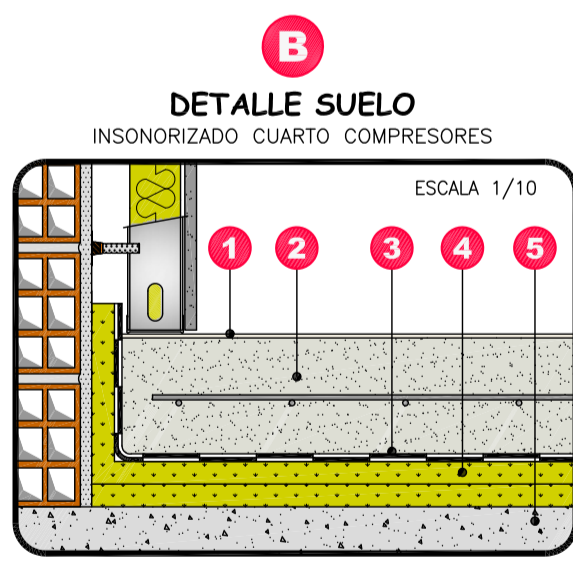 B
DETALLE SUELO
INSONORIZADO CUARTO COMPRESORES
ESCALA 1/10
1 2 3 4 5